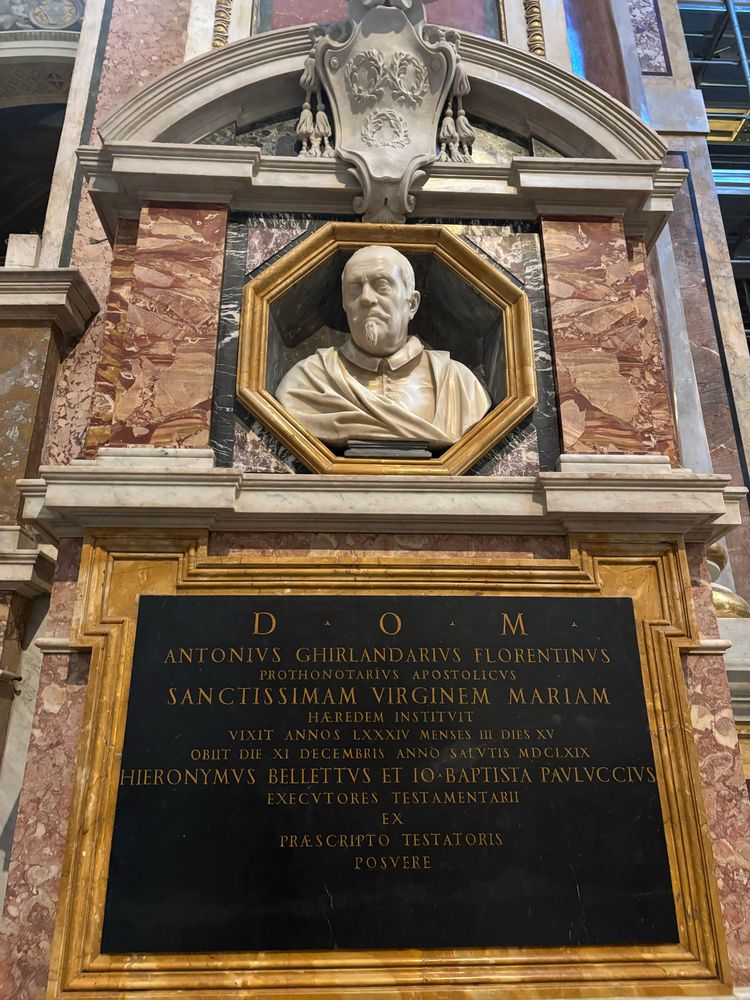 D · O · M ·
ANTONIVS GHIRLANDARIVS FLORENTINVS
PROTHONOTARIVS APOSTOLICVS
SANCTISSIMAM VIRGINEM MARIAM
HÆREDEM INSTITVIT
VIXIT ANNOS LXXXIV MENSES III DIES XV
OBIIT DIE XI DECEMBRIS ANNO SALVTIS MDCLXIX
HIERONYMVS BELLETTVS ET IO·BAPTISTA PAVLVCCIVS
EXECVTORES TESTAMENTARII
EX
PRÆSCRIPTO TESTATORIS
POSVERE